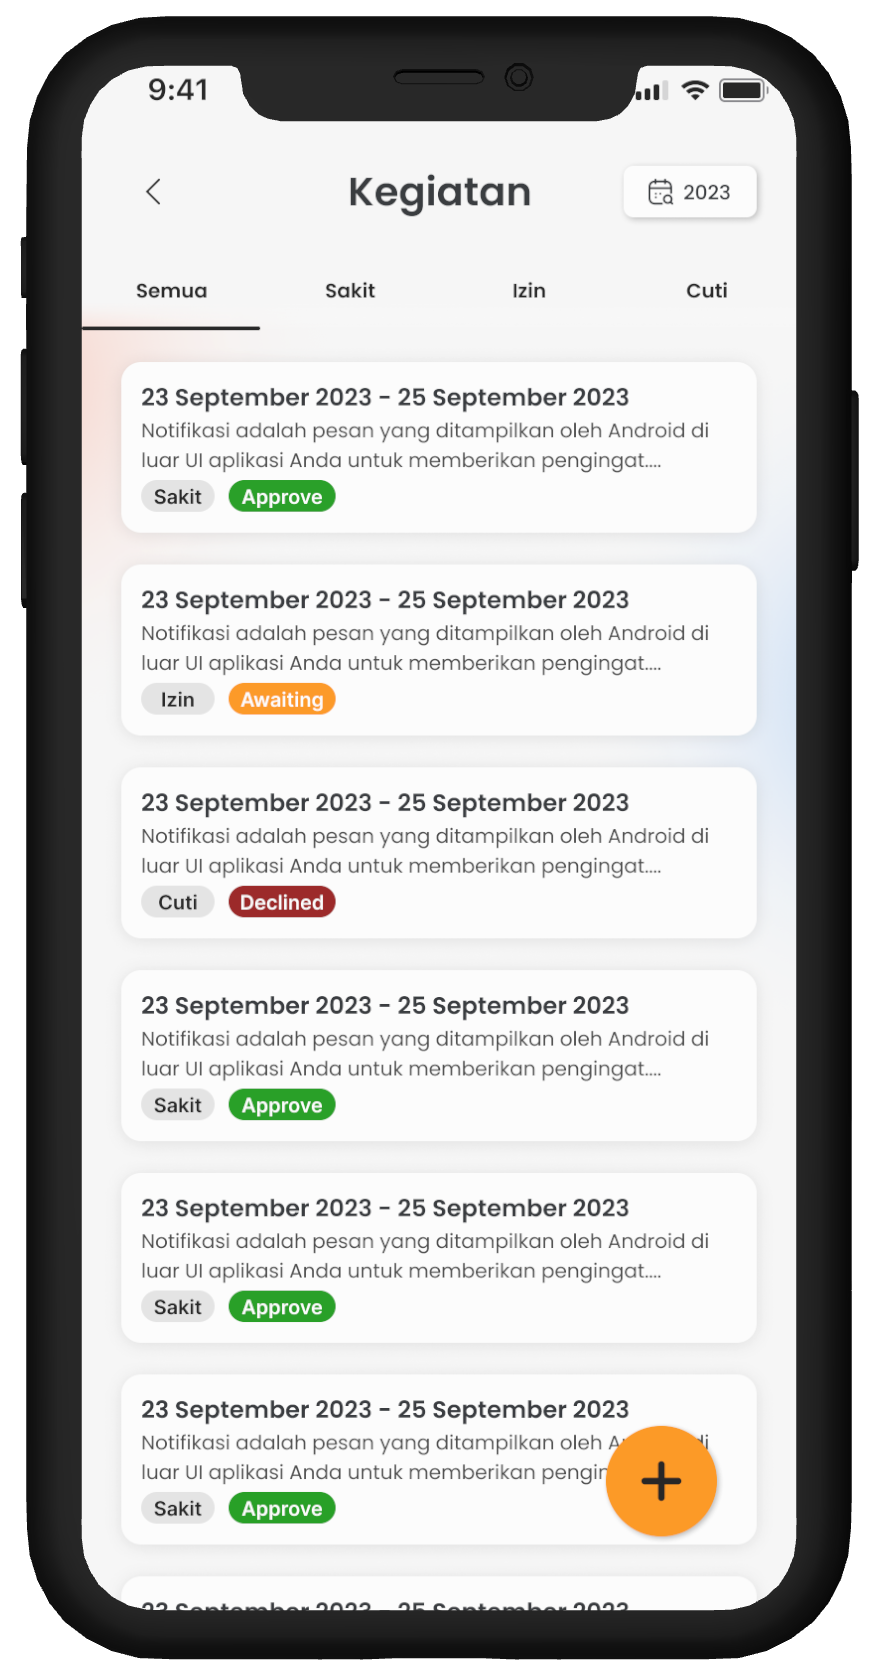 9:41
Kegiatan
2023
Semua Sakit Izin Cuti
23 September 2023 - 25 September 2023
Notifikasi adalah pesan yang ditampilkan oleh Android di
luar UI aplikasi Anda untuk memberikan pengingat....
Sakit Approve
23 September 2023 - 25 September 2023
Notifikasi adalah pesan yang ditampilkan oleh Android di
luar UI aplikasi Anda untuk memberikan pengingat....
Izin Awaiting
23 September 2023 - 25 September 2023
Notifikasi adalah pesan yang ditampilkan oleh Android di
luar UI aplikasi Anda untuk memberikan pengingat....
Cuti Declined
23 September 2023 - 25 September 2023
Notifikasi adalah pesan yang ditampilkan oleh Android di
luar UI aplikasi Anda untuk memberikan pengingat....
Sakit Approve
23 September 2023 - 25 September 2023
Notifikasi adalah pesan yang ditampilkan oleh Android di
luar UI aplikasi Anda untuk memberikan pengingat....
Sakit Approve
23 September 2023 - 25 September 2023
Notifikasi adalah pesan yang ditampilkan oleh
luar UI aplikasi Anda untuk memberikan
Sakit Approve
23 September 2023 - 25 September 2023